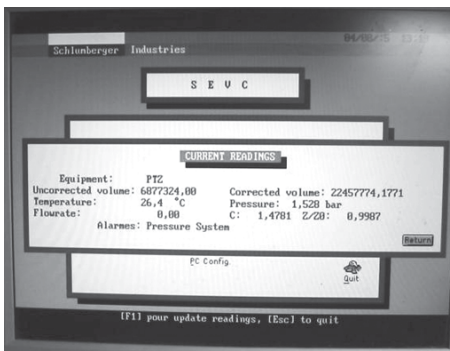 Schlumberger Industries
S E V C
CURRENT READINGS
Equipment: PTZ
Uncorrected volume: 6877324,00 Corrected volume: 22457774,1771
Temperature: 26,4 °C Pressure: 1,528 bar
Flowrate: 0,00 C: 1,4781 Z/Z0: 0,9987
Alarmes: Pressure System
Return
PC Config
Quit
[F1] pour update readings, [Esc] to quit